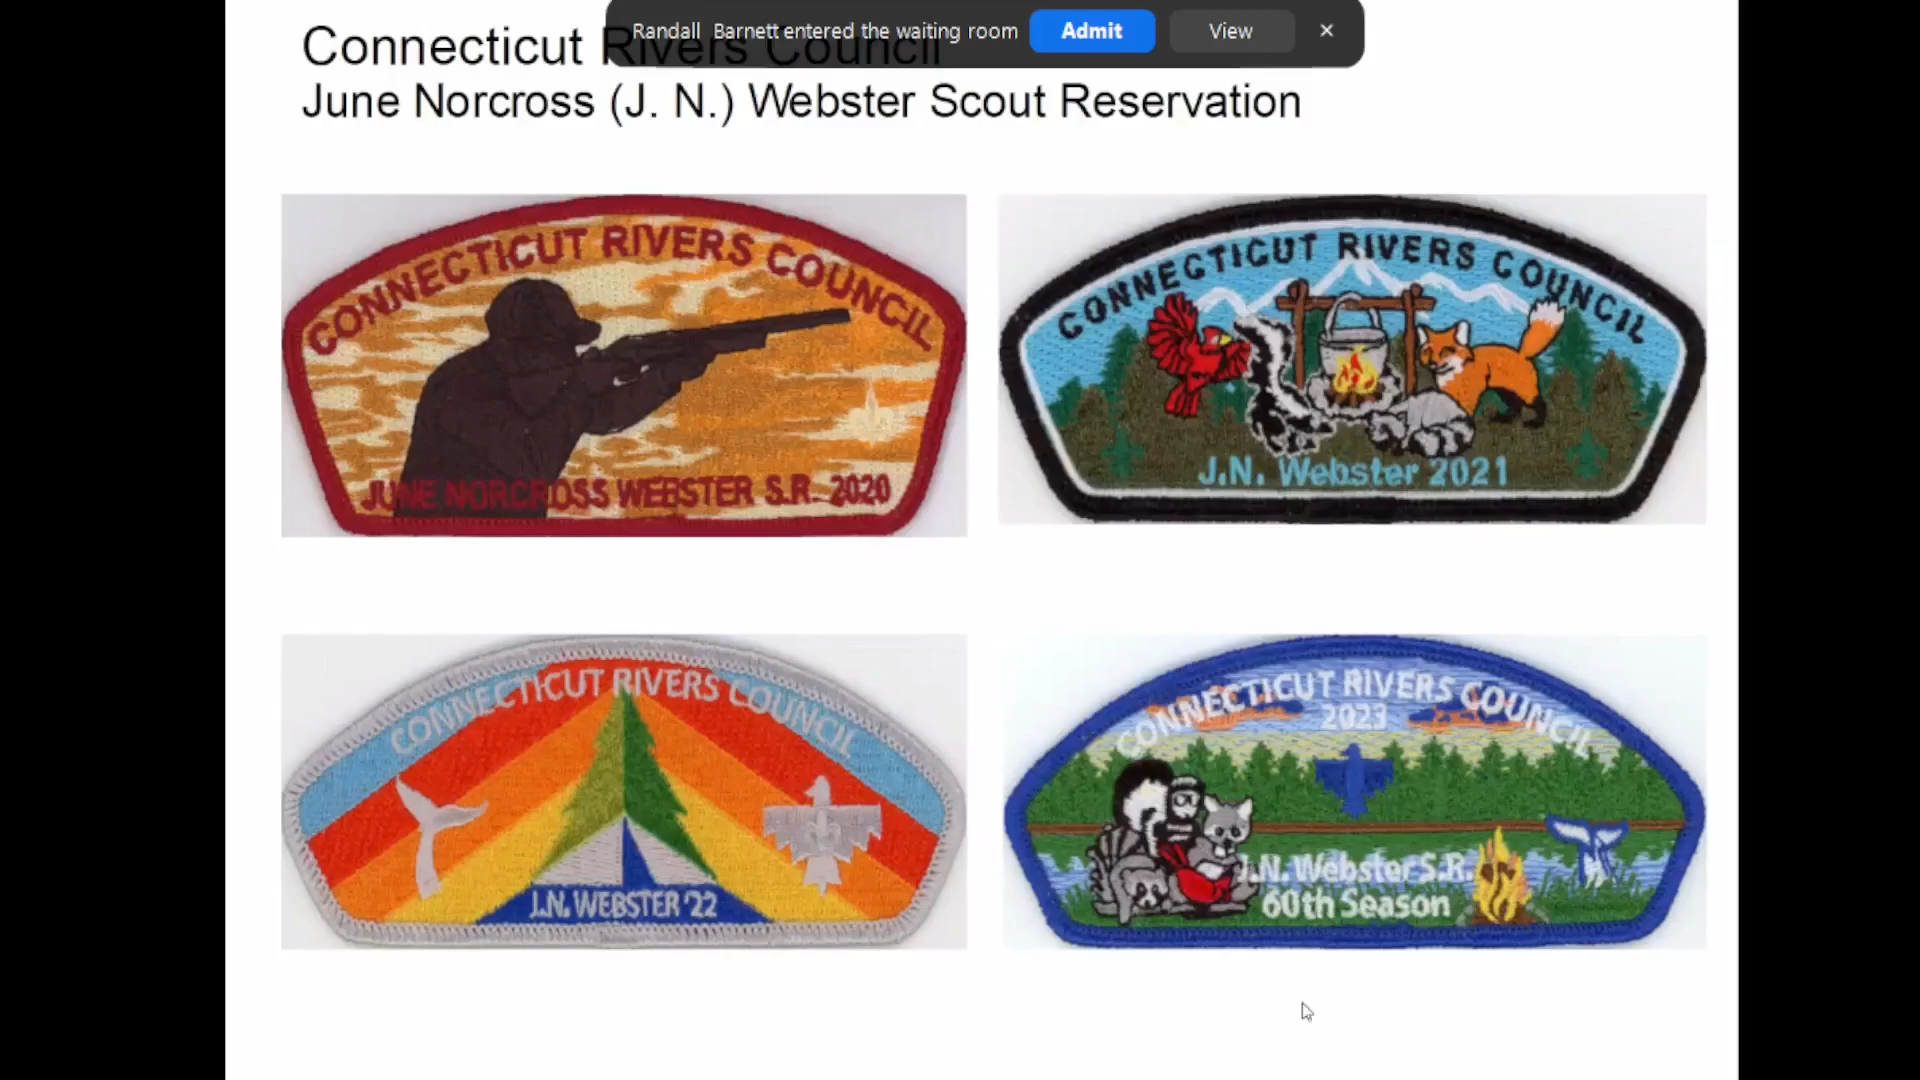 Randall Barnett entered the waiting room
Admit
View
Connecticut Rivers Council
June Norcross (J. N.) Webster Scout Reservation
CONNECTICUT RIVERS COUNCIL
JUNE NORCROSS WEBSTER S.R. 2020
CONNECTICUT RIVERS COUNCIL
J.N. Webster 2021
CONNECTICUT RIVERS COUNCIL
J.N. WEBSTER '22
CONNECTICUT RIVERS COUNCIL
2023
J.N. Webster S.R.
60th Season